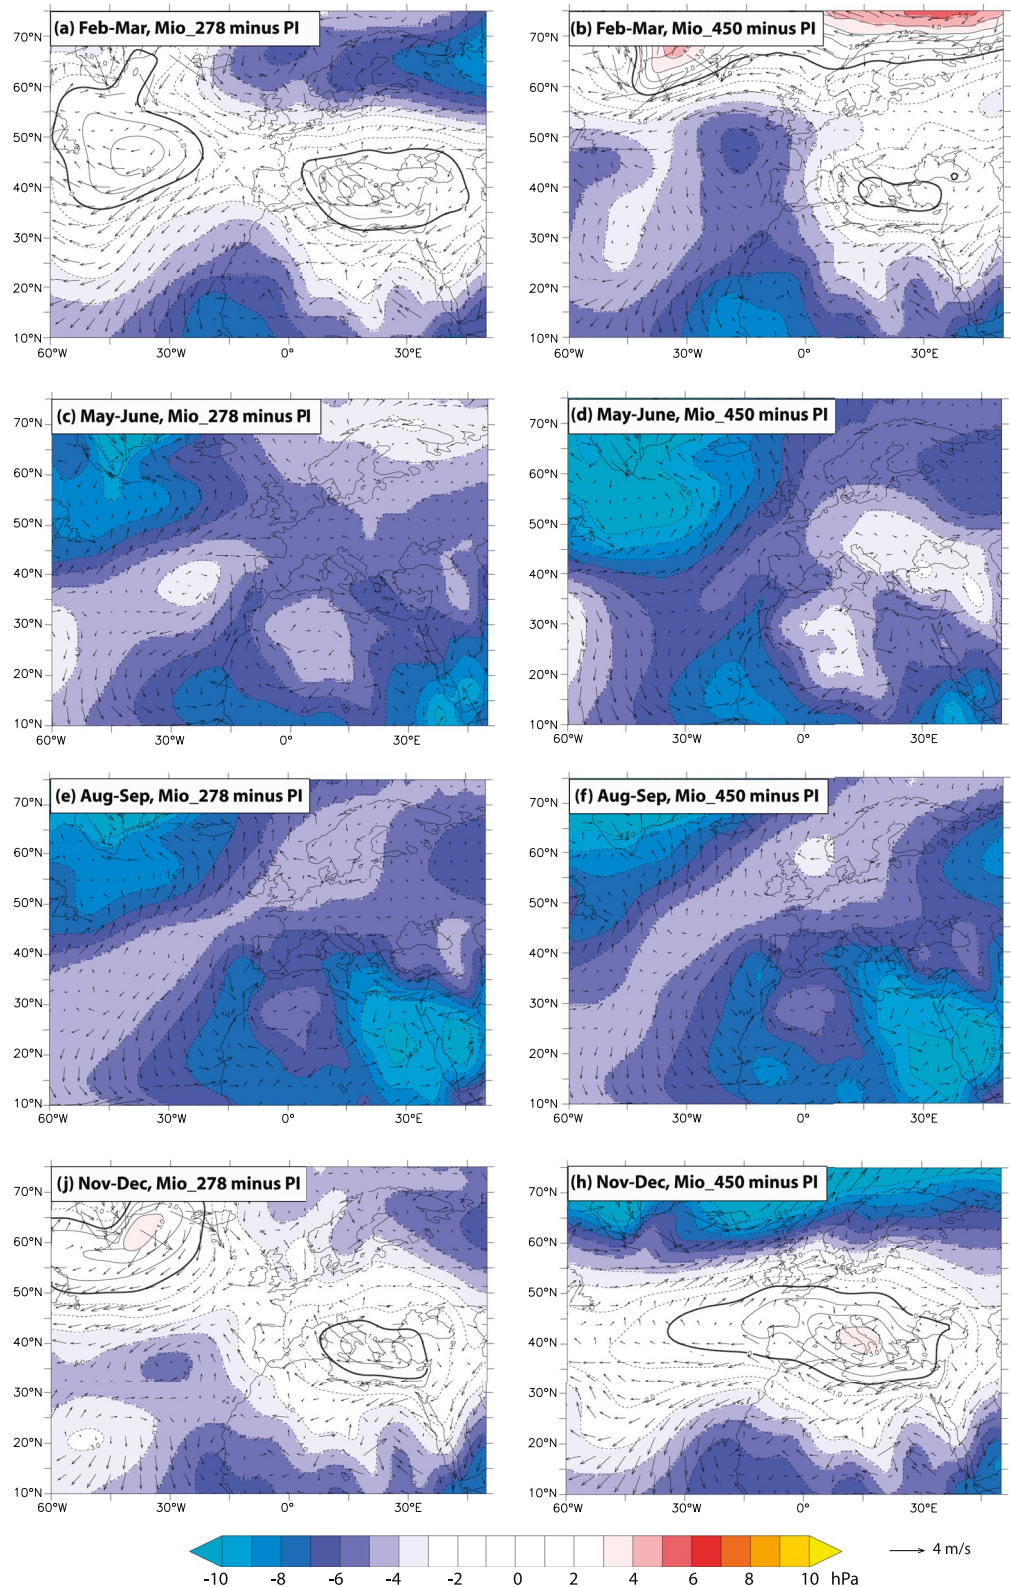 (a) Feb-Mar, Mio_278 minus PI
(b) Feb-Mar, Mio_450 minus PI
70°N 70°N
60°N 60°N
50°N 50°N
40°N 40°N
30°N 30°N
20°N 20°N
10°N 10°N
60°W 30°W 0° 30°E 60°W 30°W 0° 30°E
(c) May-June, Mio_278 minus PI
(d) May-June, Mio_450 minus PI
70°N 70°N
60°N 60°N
50°N 50°N
40°N 40°N
30°N 30°N
20°N 20°N
10°N 10°N
60°W 30°W 0° 30°E 60°W 30°W 0° 30°E
(e) Aug-Sep, Mio_278 minus PI
(f) Aug-Sep, Mio_450 minus PI
70°N 70°N
60°N 60°N
50°N 50°N
40°N 40°N
30°N 30°N
20°N 20°N
10°N 10°N
60°W 30°W 0° 30°E 60°W 30°W 0° 30°E
(j) Nov-Dec, Mio_278 minus PI
(h) Nov-Dec, Mio_450 minus PI
70°N 70°N
60°N 60°N
50°N 50°N
40°N 40°N
30°N 30°N
20°N 20°N
10°N 10°N
60°W 30°W 0° 30°E 60°W 30°W 0° 30°E
-10 -8 -6 -4 -2 0 2 4 6 8 10 hPa
4 m/s